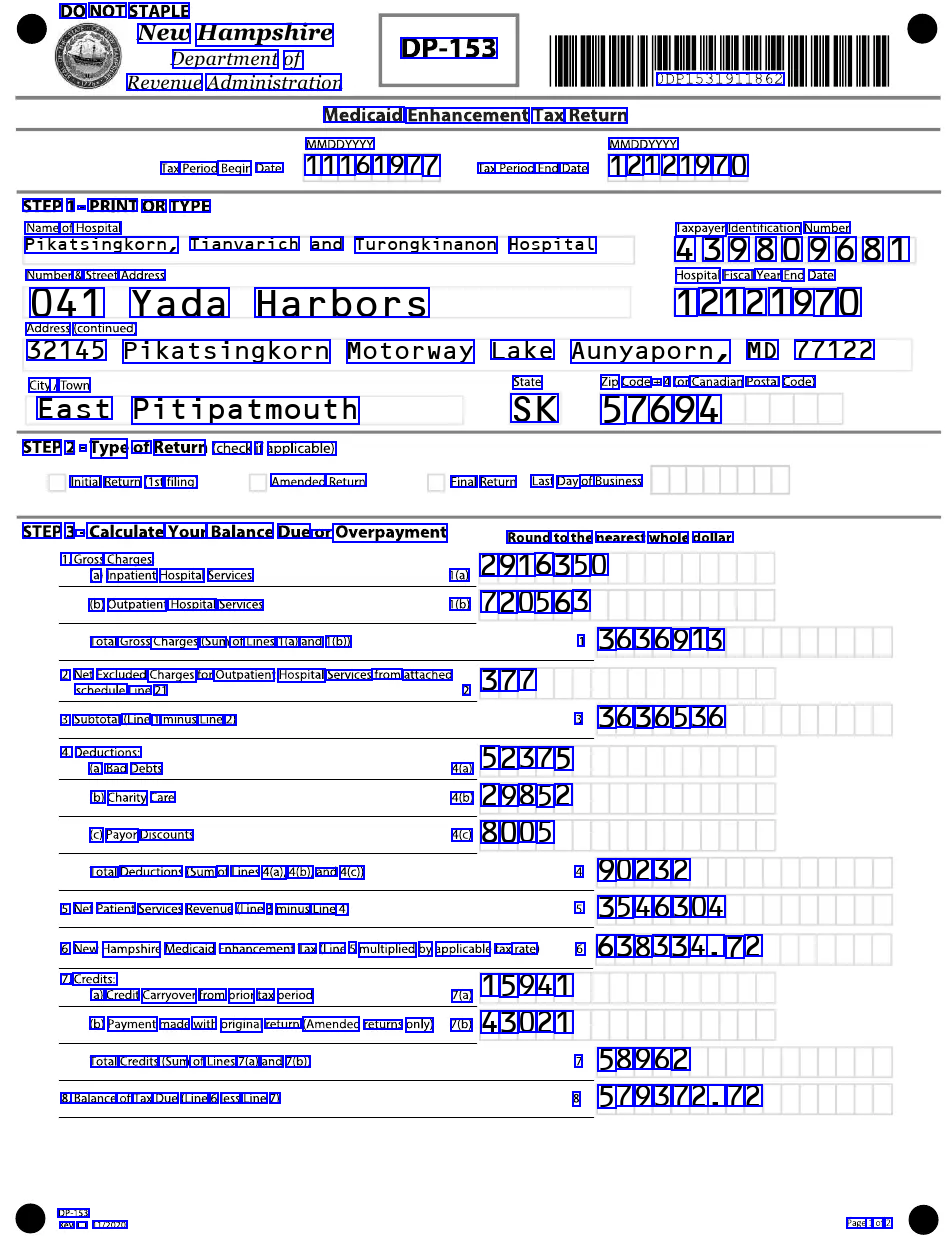 DO NOT STAPLE
New Hampshire
Department of
Revenue Administration
DP-153
0DP1531911862
Medicaid Enhancement Tax Return
MMDDYYYY MMDDYYYY
Tax Period Begin Date 11161977 Tax Period End Date 12121970
STEP 1 - PRINT OR TYPE
Name of Hospital Taxpayer Identification Number
Pikatsingkorn, Tianvarich and Turongkinanon Hospital 439809681
Number & Street Address Hospital Fiscal Year End Date
041 Yada Harbors 12121970
Address (continued)
32145 Pikatsingkorn Motorway Lake Aunyaporn, MD 77122
City / Town State Zip Code + 4 (or Canadian Postal Code)
East Pitipatmouth SK 57694
STEP 2 - Type of Return (check if applicable)
Initial Return (1st filing Amended Return Final Return Last Day of Business
STEP 3 - Calculate Your Balance Due or Overpayment Round to the nearest whole dollar
1. Gross Charges
a) Inpatient Hospital Services 1(a) 2916350
(b) Outpatient Hospital Services 1(b) 720563
Total Gross Charges (Sum of Lines 1(a) and 1(b)) 1 3636913
2 Net Excluded Charges for Outpatient Hospital Services from attached
schedule Line 21 2 377
3 Subtotal (Line 1 minus Line 2) 3 3636536
4. Deductions:
(a) Bad Debts 4(a) 52375
b) Charity Care 4(b) 29852
(c) Payor Discounts 4(c) 8005
Total Deductions (Sum of Lines 4(a), 4(b), and 4(c)) 4 90232
5 Net Patient Services Revenue (Line 3 minus Line 4) 5 3546304
6 New Hampshire Medicaid Enhancement Tax (Line 5 multiplied by applicable tax rate) 6 638334.72
7 Credits:
a) Credit Carryover from prior tax period 7(a) 15941
(b) Payment made with original return (Amended returns only) 7(b) 43021
Total Credits (Sum of Lines 7(a) and 7(b)) 7 58962
8 Balance of Tax Due (Line 6 less Line 7) 8 579372.72
DP-153
Page 1 of 2